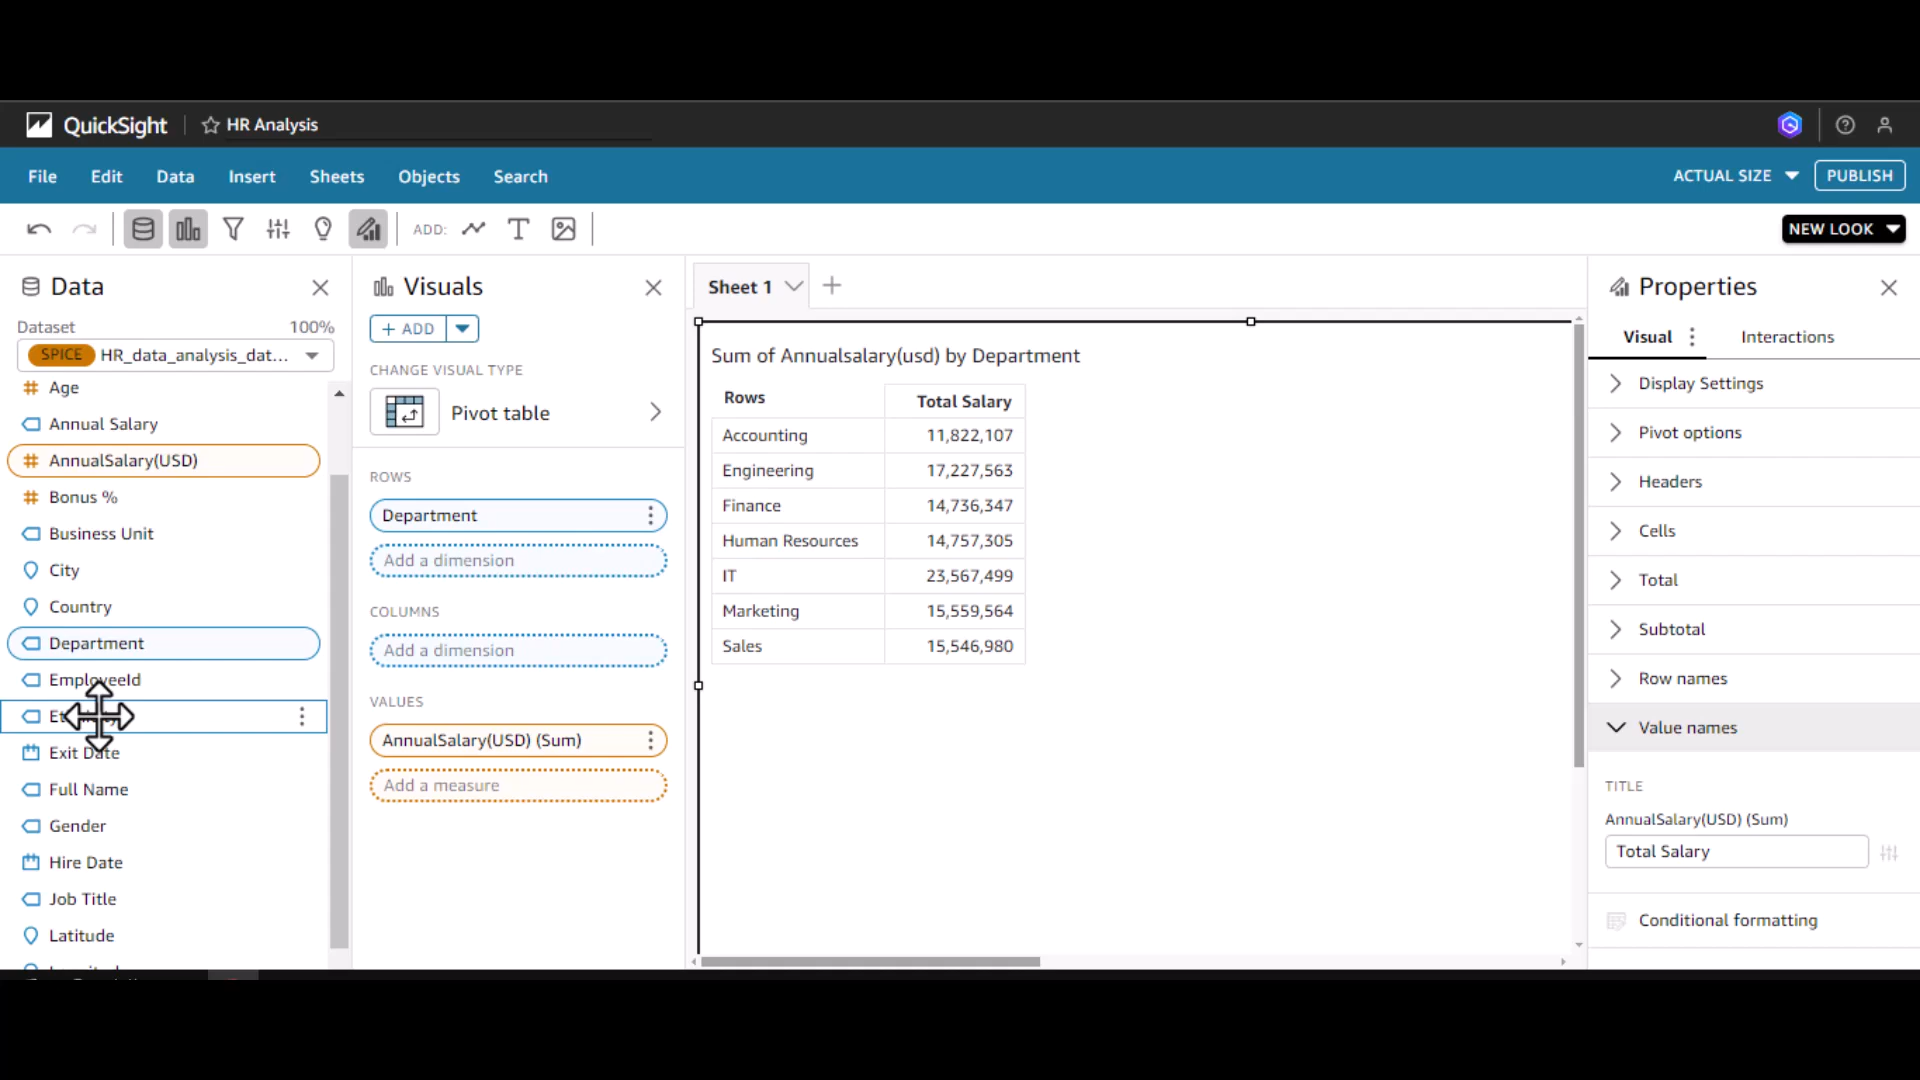 QuickSight
HR Analysis
File
Edit
Data
Insert
Sheets
Objects
Search
ACTUAL SIZE
PUBLISH
ADD:
NEW LOOK
Data
Dataset
100%
SPICE HR_data_analysis_dat...
Age
Annual Salary
AnnualSalary(USD)
Bonus %
Business Unit
City
Country
Department
EmployeeId
Exit Date
Full Name
Gender
Hire Date
Job Title
Latitude
Visuals
+ ADD
CHANGE VISUAL TYPE
Pivot table
ROWS
Department
Add a dimension
COLUMNS
Add a dimension
VALUES
AnnualSalary(USD) (Sum)
Add a measure
Sheet 1
Sum of Annualsalary(usd) by Department
Rows Total Salary
Accounting 11,822,107
Engineering 17,227,563
Finance 14,736,347
Human Resources 14,757,305
IT 23,567,499
Marketing 15,559,564
Sales 15,546,980
Properties
Visual
Interactions
Display Settings
Pivot options
Headers
Cells
Total
Subtotal
Row names
Value names
TITLE
AnnualSalary(USD) (Sum)
Total Salary
Conditional formatting